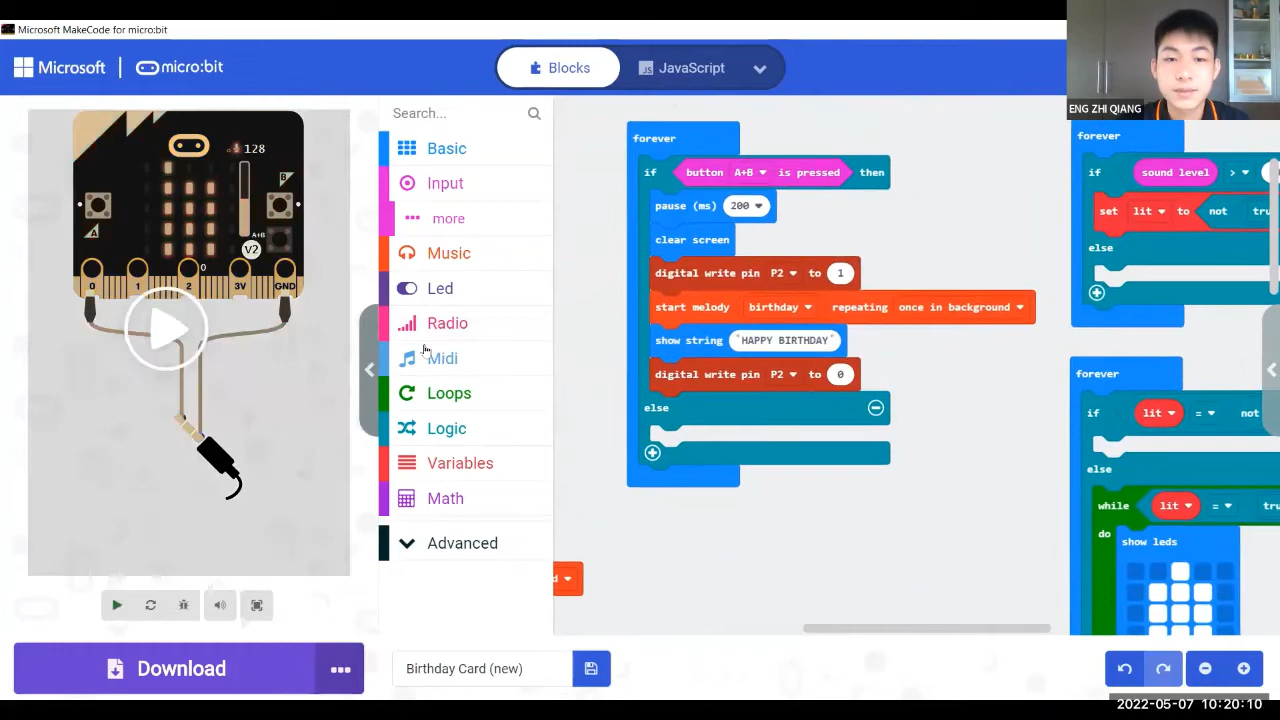 Microsoft MakeCode for micro:bit
Microsoft
micro:bit
Blocks
JS JavaScript
ENG ZHI QIANG
128
A
B
A+B
V2
0
0 1 2 3V GND
Search...
Basic
Input
more
Music
Led
Radio
Midi
Loops
Logic
Variables
Math
Advanced
forever
if button A+B is pressed then
pause (ms) 200
clear screen
digital write pin P2 to 1
start melody birthday repeating once in background
show string "HAPPY BIRTHDAY"
digital write pin P2 to 0
else
d
forever
if sound level >
set lit to not tru
else
forever
if lit = not
else
while lit = tru
do show leds
Download
Birthday Card (new)
2022-05-07 10:20:10